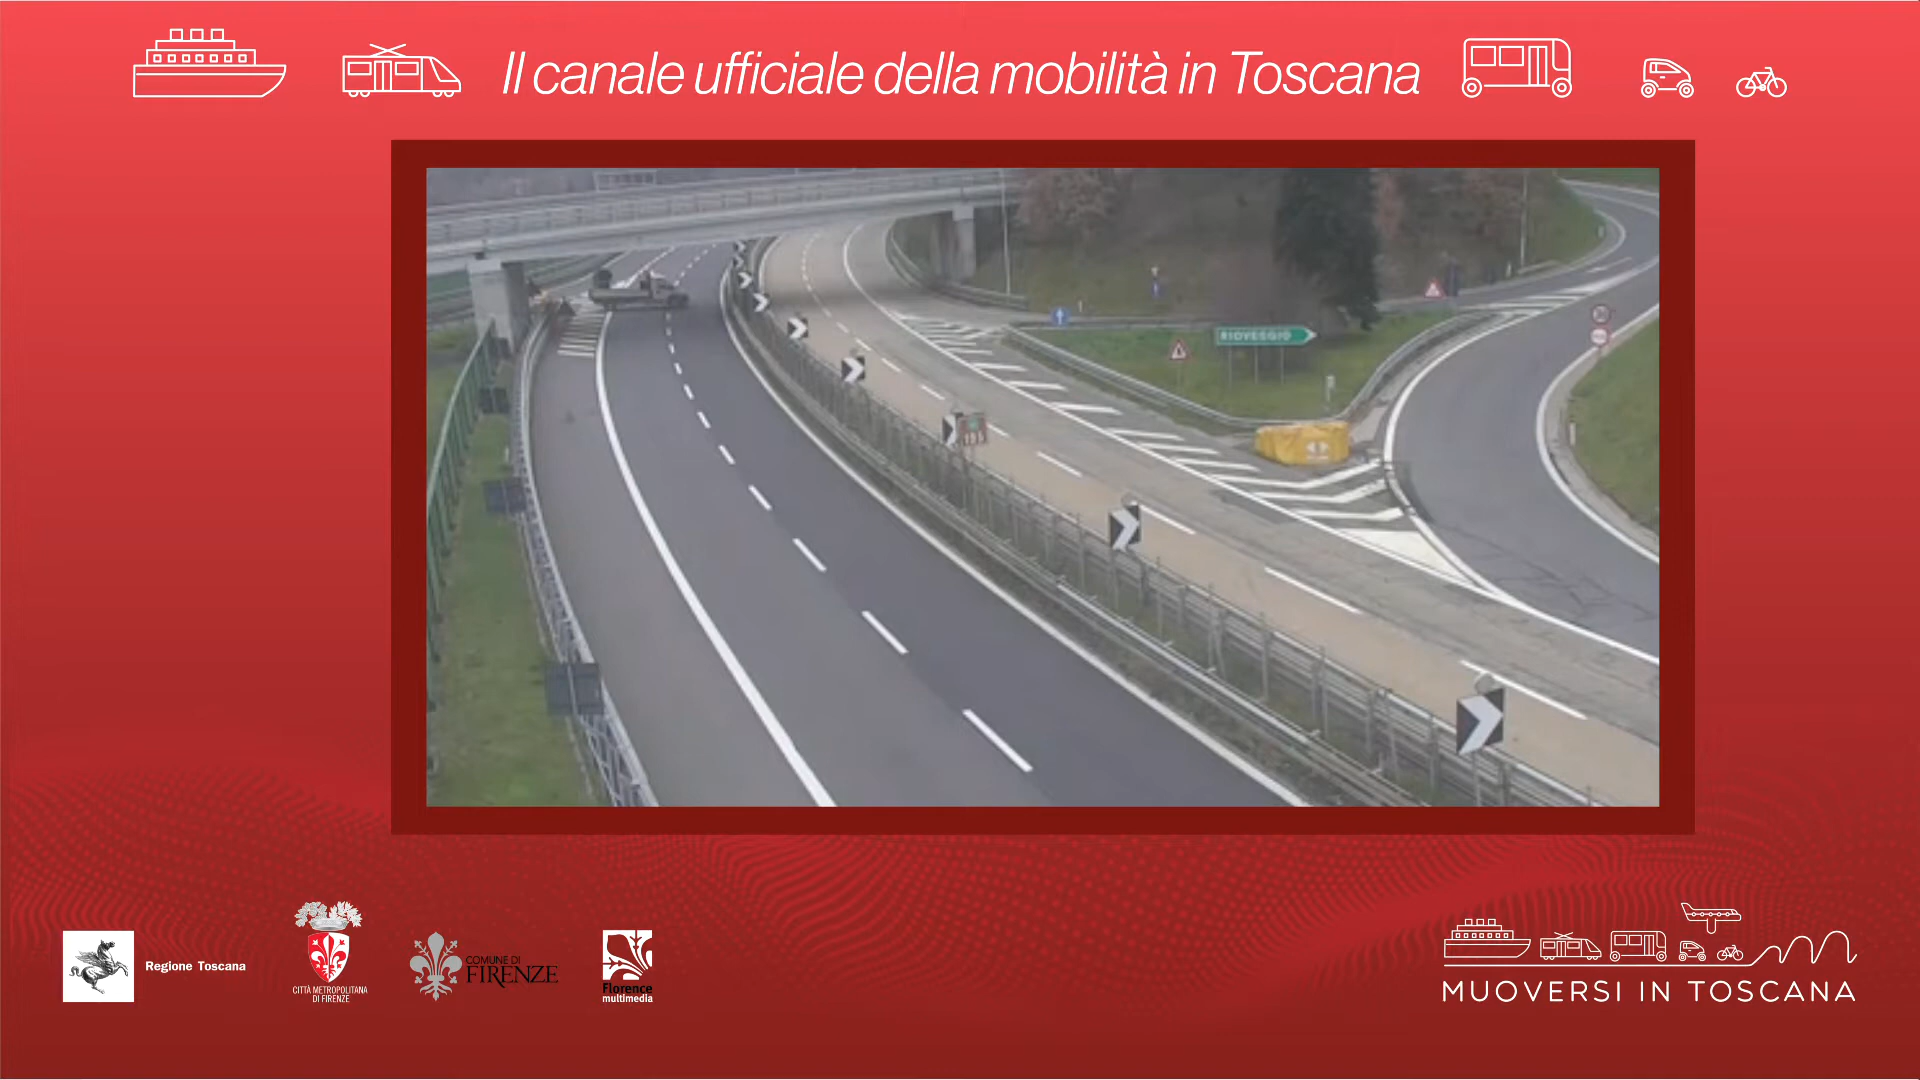 Il canale ufficiale della mobilità in Toscana
RIOVEGGIO
195
Regione Toscana
CITTÀ METROPOLITANA
DI FIRENZE
COMUNE DI
FIRENZE
Florence
multimedia
MUOVERSI IN TOSCANA